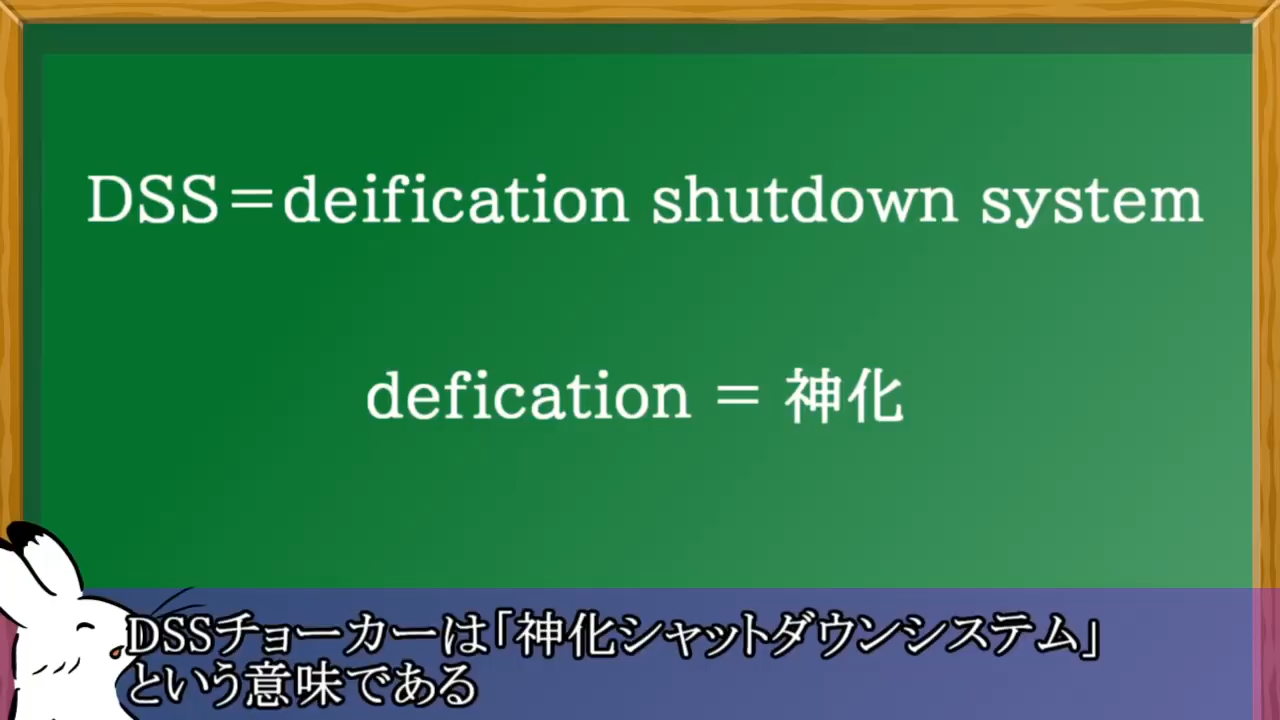 DSS＝deification shutdown system
defication ＝ 神化
DSSチョーカーは「神化シャットダウンシステム」
という意味である